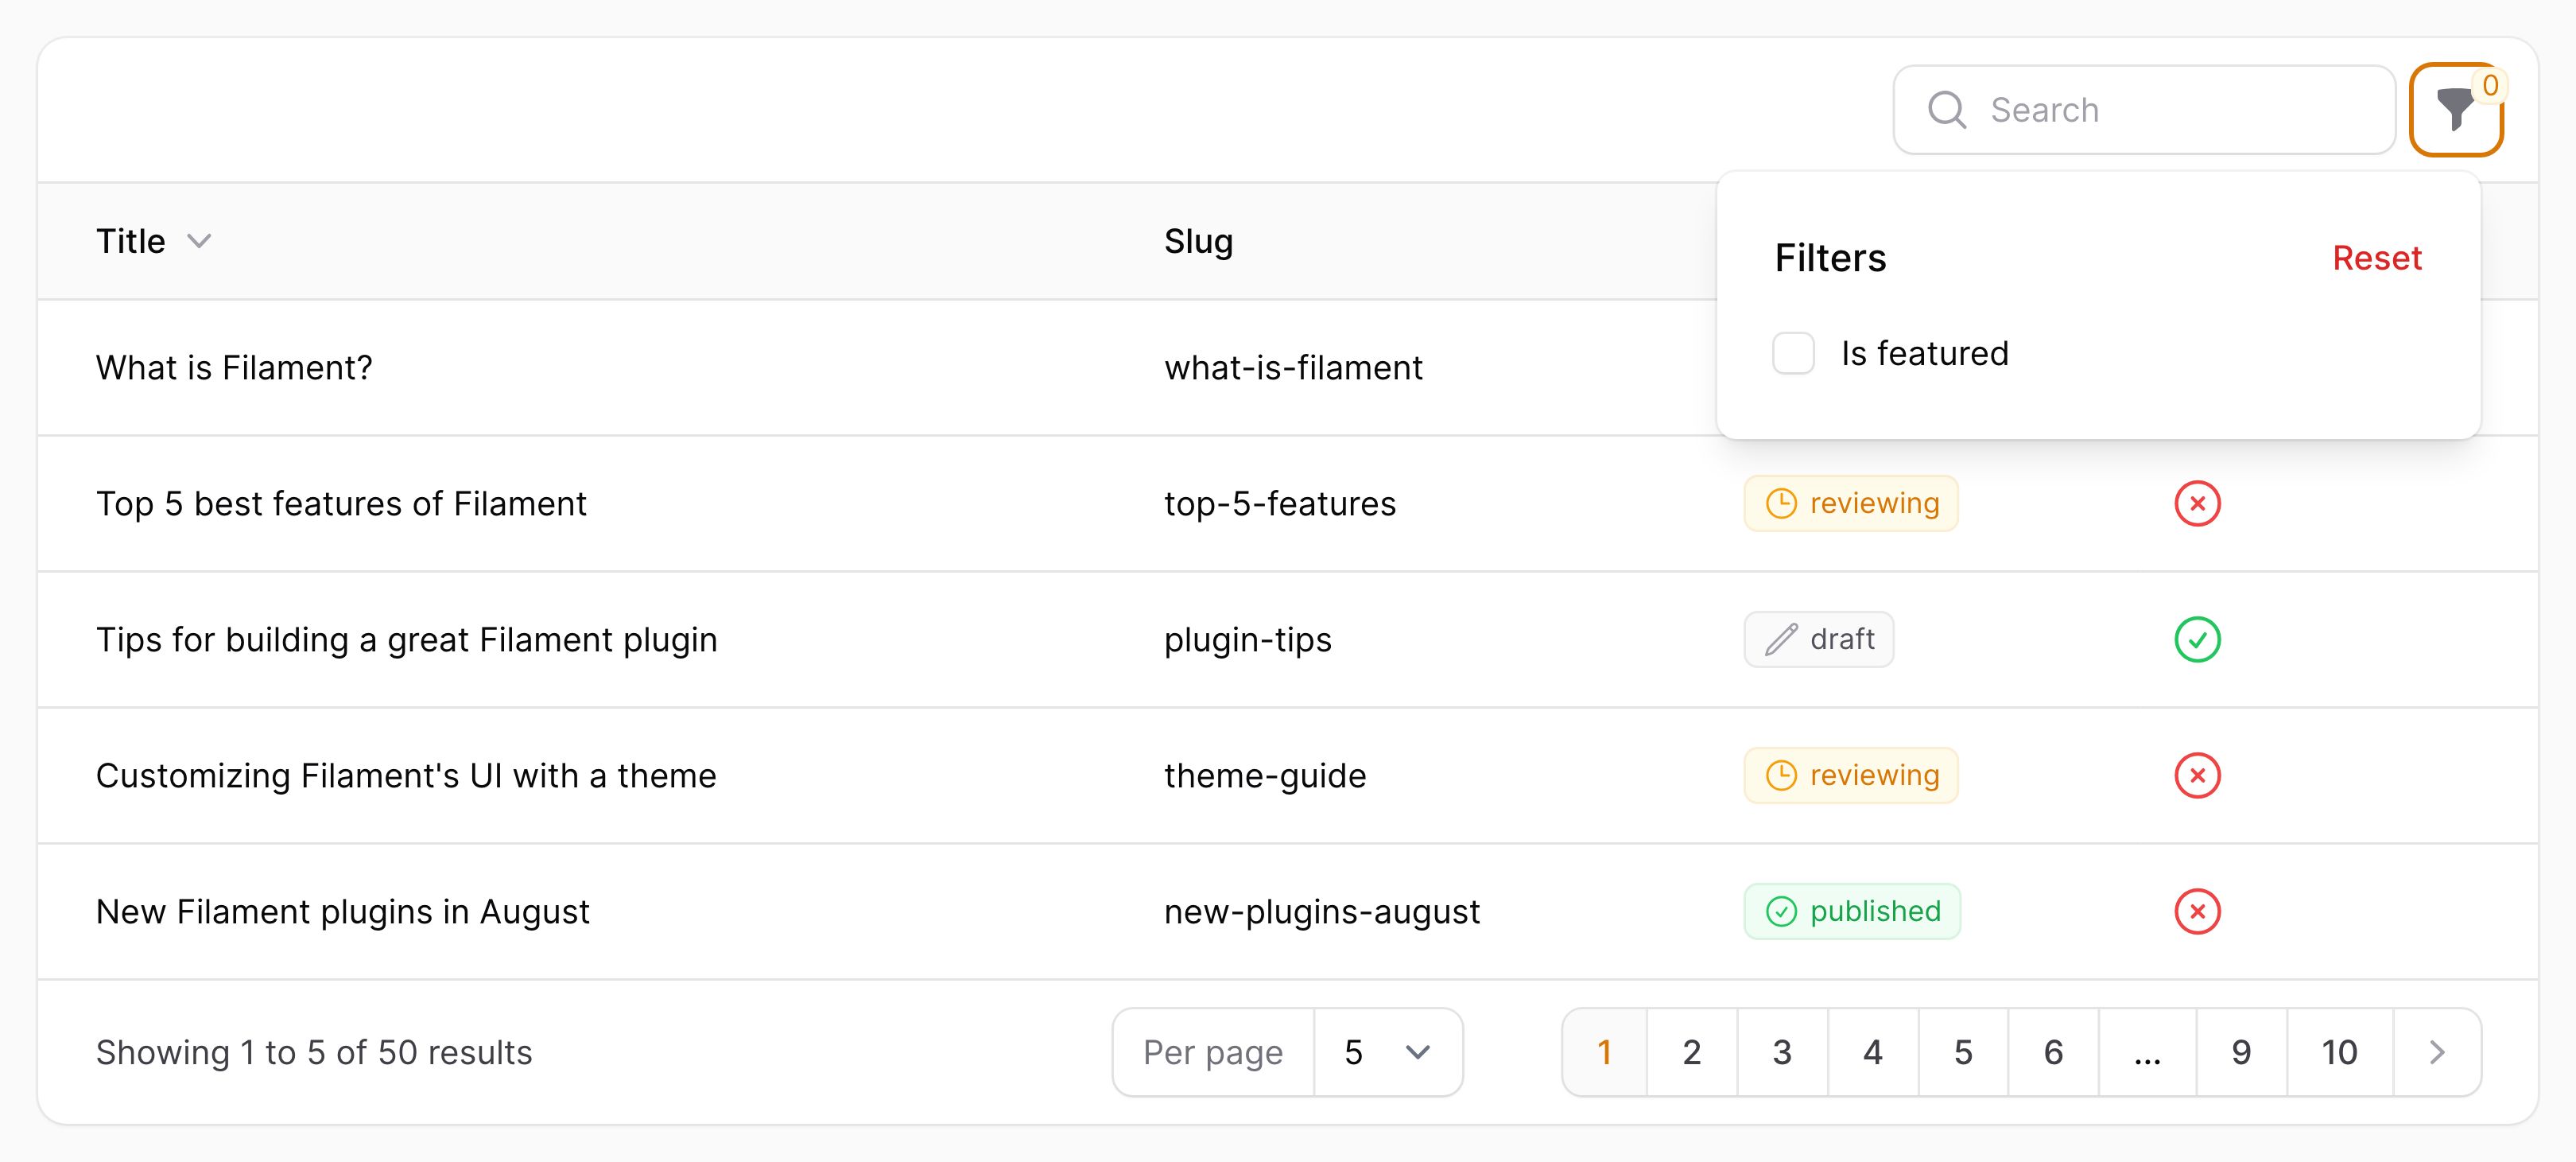 Search
0
Title
Slug
Filters
Reset
Is featured
What is Filament?
what-is-filament
Top 5 best features of Filament
top-5-features
reviewing
Tips for building a great Filament plugin
plugin-tips
draft
Customizing Filament's UI with a theme
theme-guide
reviewing
New Filament plugins in August
new-plugins-august
published
Showing 1 to 5 of 50 results
Per page
5
1
2
3
4
5
6
...
9
10